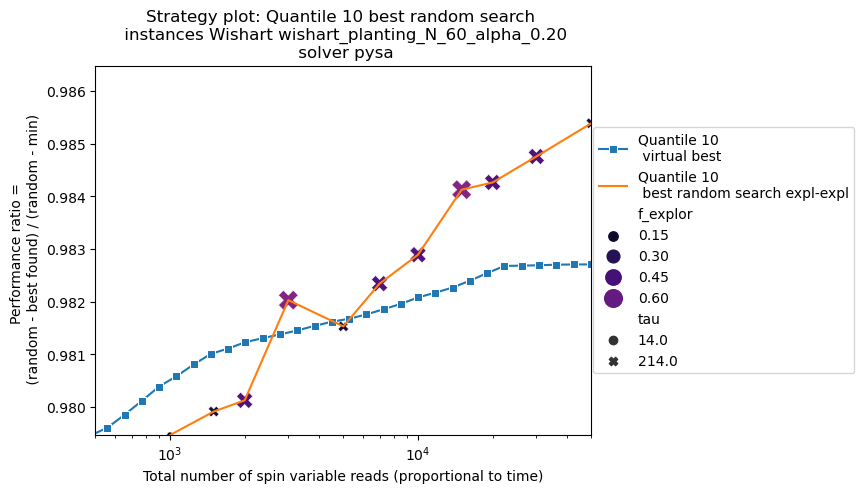 Strategy plot: Quantile 10 best random search
instances Wishart wishart_planting_N_60_alpha_0.20
solver pysa
Performance ratio =
(random - best found) / (random - min)
0.986
0.985
0.984
0.983
0.982
0.981
0.980
10³
10⁴
Total number of spin variable reads (proportional to time)
Quantile 10
virtual best
Quantile 10
best random search expl-expl
f_explor
0.15
0.30
0.45
0.60
tau
14.0
214.0